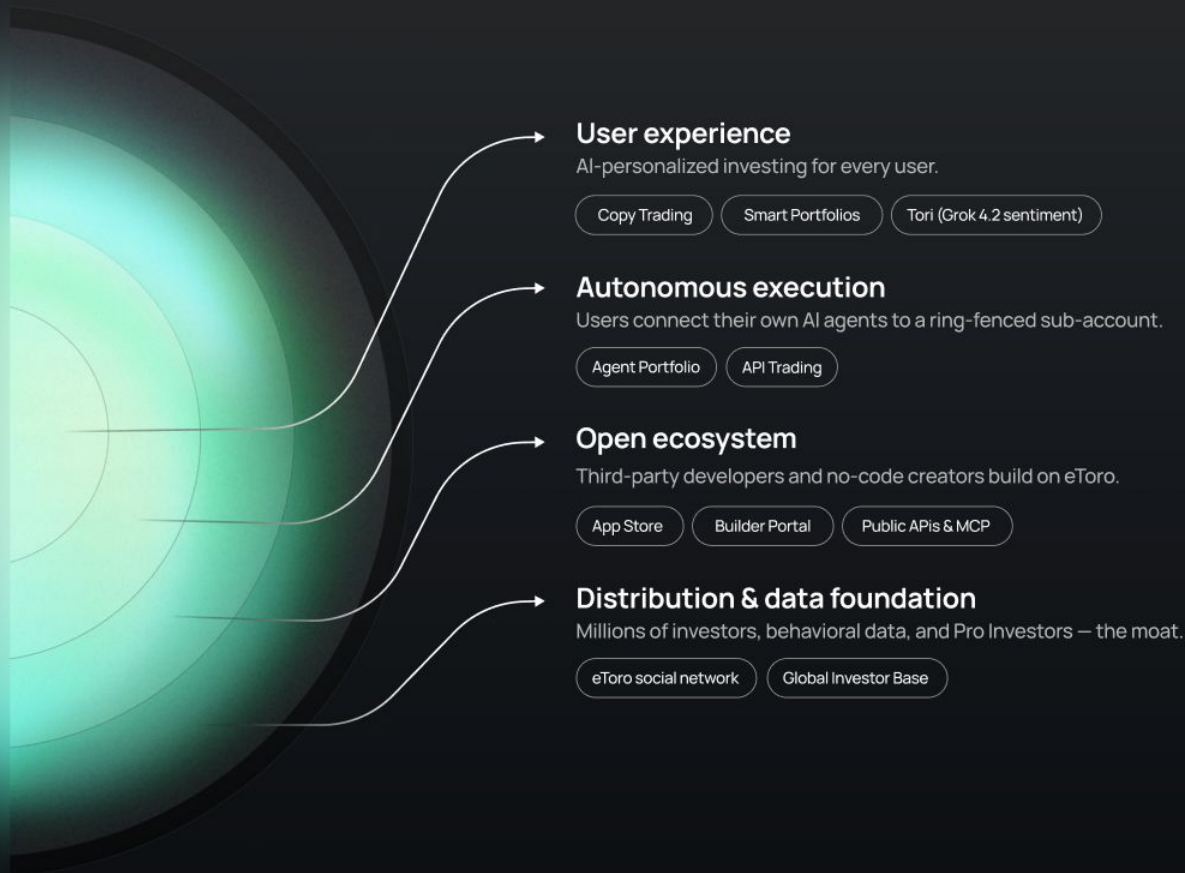 User experience
AI-personalized investing for every user.
Copy Trading
Smart Portfolios
Tori (Grok 4.2 sentiment)
Autonomous execution
Users connect their own AI agents to a ring-fenced sub-account.
Agent Portfolio
API Trading
Open ecosystem
Third-party developers and no-code creators build on eToro.
App Store
Builder Portal
Public APis & MCP
Distribution & data foundation
Millions of investors, behavioral data, and Pro Investors — the moat.
eToro social network
Global Investor Base